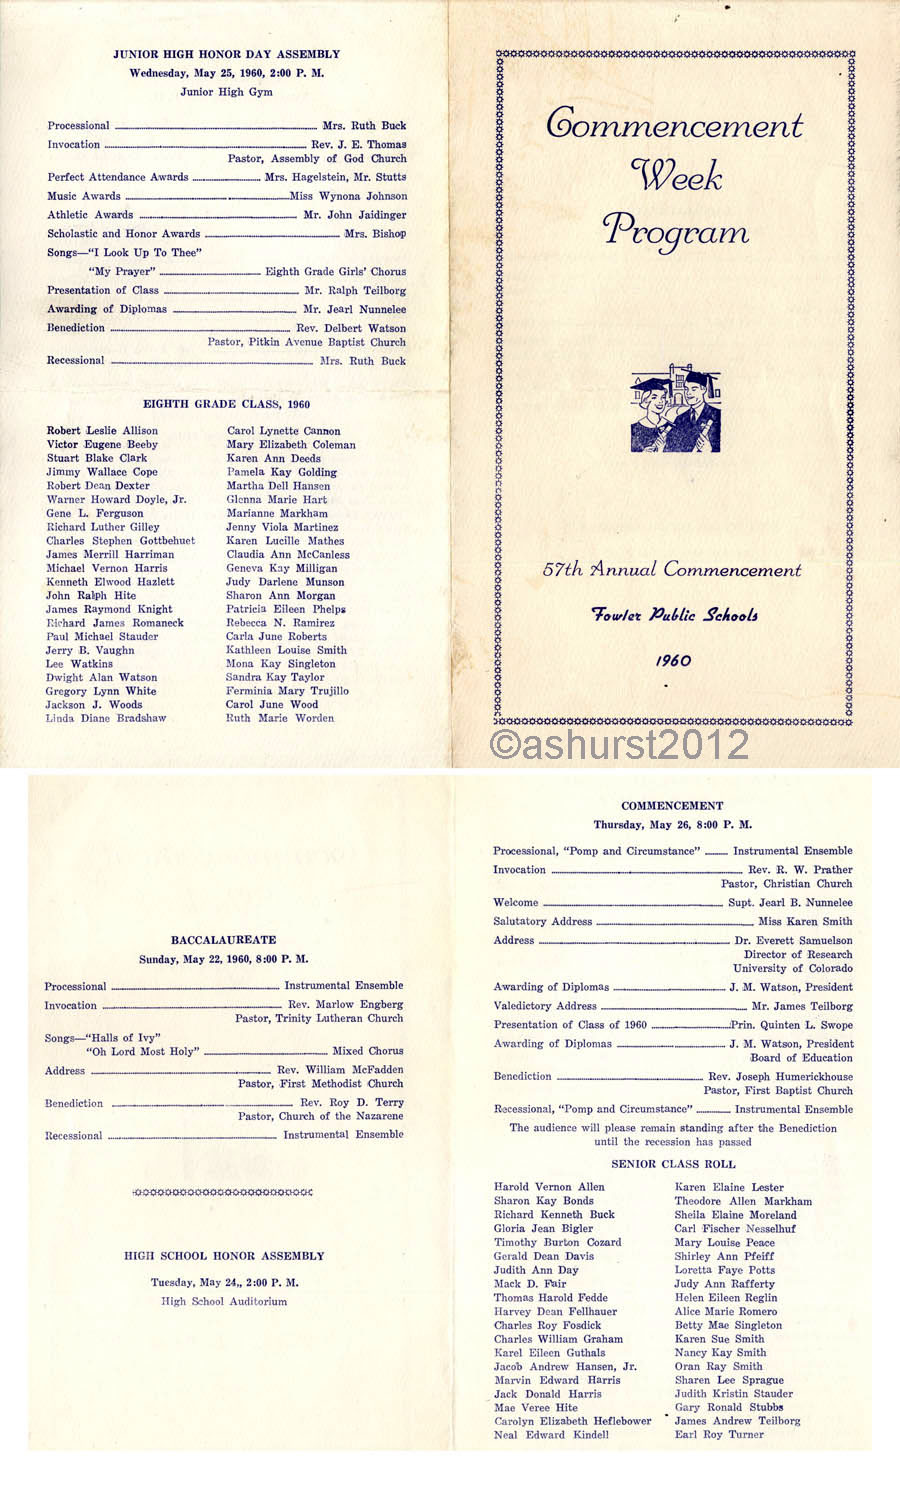 JUNIOR HIGH HONOR DAY ASSEMBLY
Wednesday, May 25, 1960, 2:00 P. M.
Junior High Gym
Processional Mrs. Ruth Buck
Invocation Rev. J. E. Thomas
Pastor, Assembly of God Church
Perfect Attendance Awards Mrs. Hagelstein, Mr. Stutts
Music Awards Miss Wynona Johnson
Athletic Awards Mr. John Jaidinger
Scholastic and Honor Awards Mrs. Bishop
Songs—“I Look Up To Thee”
“My Prayer” Eighth Grade Girls' Chorus
Presentation of Class Mr. Ralph Teilborg
Awarding of Diplomas Mr. Jearl Nunnelee
Benediction Rev. Delbert Watson
Pastor, Pitkin Avenue Baptist Church
Recessional Mrs. Ruth Buck
EIGHTH GRADE CLASS, 1960
Robert Leslie Allison
Victor Eugene Beeby
Stuart Blake Clark
Jimmy Wallace Cope
Robert Dean Dexter
Warner Howard Doyle, Jr.
Gene L. Ferguson
Richard Luther Gilley
Charles Stephen Gottbehuet
James Merrill Harriman
Michael Vernon Harris
Kenneth Elwood Hazlett
John Ralph Hite
James Raymond Knight
Richard James Romaneck
Paul Michael Stauder
Jerry B. Vaughn
Lee Watkins
Dwight Alan Watson
Gregory Lynn White
Jackson J. Woods
Linda Diane Bradshaw
Carol Lynette Cannon
Mary Elizabeth Coleman
Karen Ann Deeds
Pamela Kay Golding
Martha Dell Hansen
Glenna Marie Hart
Marianne Markham
Jenny Viola Martinez
Karen Lucille Mathes
Claudia Ann McCanless
Geneva Kay Milligan
Judy Darlene Munson
Sharon Ann Morgan
Patricia Eileen Phelps
Rebecca N. Ramirez
Carla June Roberts
Kathleen Louise Smith
Mona Kay Singleton
Sandra Kay Taylor
Ferminia Mary Trujillo
Carol June Wood
Ruth Marie Worden
Commencement
Week
Program
57th Annual Commencement
Fowler Public Schools
1960
©ashurst2012
BACCALAUREATE
Sunday, May 22, 1960, 8:00 P. M.
Processional Instrumental Ensemble
Invocation Rev. Marlow Engberg
Pastor, Trinity Lutheran Church
Songs—“Halls of Ivy”
“Oh Lord Most Holy” Mixed Chorus
Address Rev. William McFadden
Pastor, First Methodist Church
Benediction Rev. Roy D. Terry
Pastor, Church of the Nazarene
Recessional Instrumental Ensemble
HIGH SCHOOL HONOR ASSEMBLY
Tuesday, May 24,, 2:00 P. M.
High School Auditorium
COMMENCEMENT
Thursday, May 26, 8:00 P. M.
Processional, “Pomp and Circumstance” Instrumental Ensemble
Invocation Rev. R. W. Prather
Pastor, Christian Church
Welcome Supt. Jearl B. Nunnelee
Salutatory Address Miss Karen Smith
Address Dr. Everett Samuelson
Director of Research
University of Colorado
Awarding of Diplomas J. M. Watson, President
Valedictory Address Mr. James Teilborg
Presentation of Class of 1960 Prin. Quinten L. Swope
Awarding of Diplomas J. M. Watson, President
Board of Education
Benediction Rev. Joseph Humerickhouse
Pastor, First Baptist Church
Recessional, “Pomp and Circumstance” Instrumental Ensemble
The audience will please remain standing after the Benediction
until the recession has passed
SENIOR CLASS ROLL
Harold Vernon Allen
Sharon Kay Bonds
Richard Kenneth Buck
Gloria Jean Bigler
Timothy Burton Cozard
Gerald Dean Davis
Judith Ann Day
Mack D. Fair
Thomas Harold Fedde
Harvey Dean Fellhauer
Charles Roy Fosdick
Charles William Graham
Karel Eileen Guthals
Jacob Andrew Hansen, Jr.
Marvin Edward Harris
Jack Donald Harris
Mae Veree Hite
Carolyn Elizabeth Heflebower
Neal Edward Kindell
Karen Elaine Lester
Theodore Allen Markham
Sheila Elaine Moreland
Carl Fischer Nesselhuf
Mary Louise Peace
Shirley Ann Pfeiff
Loretta Faye Potts
Judy Ann Rafferty
Helen Eileen Reglin
Alice Marie Romero
Betty Mae Singleton
Karen Sue Smith
Nancy Kay Smith
Oran Ray Smith
Sharen Lee Sprague
Judith Kristin Stauder
Gary Ronald Stubbs
James Andrew Teilborg
Earl Roy Turner